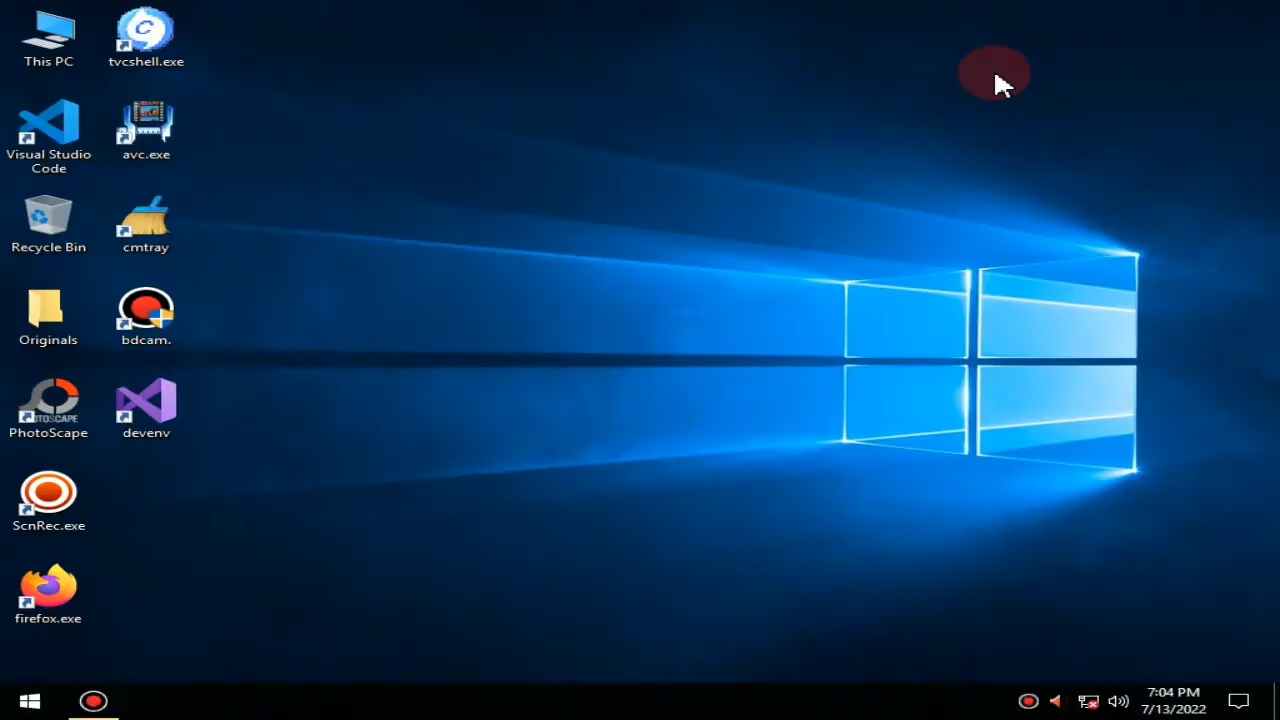 This PC
tvcshell.exe
Visual Studio
Code
avc.exe
Recycle Bin
cmtray
Originals
bdcam.
PhotoScape
devenv
ScnRec.exe
firefox.exe
7:04 PM
7/13/2022